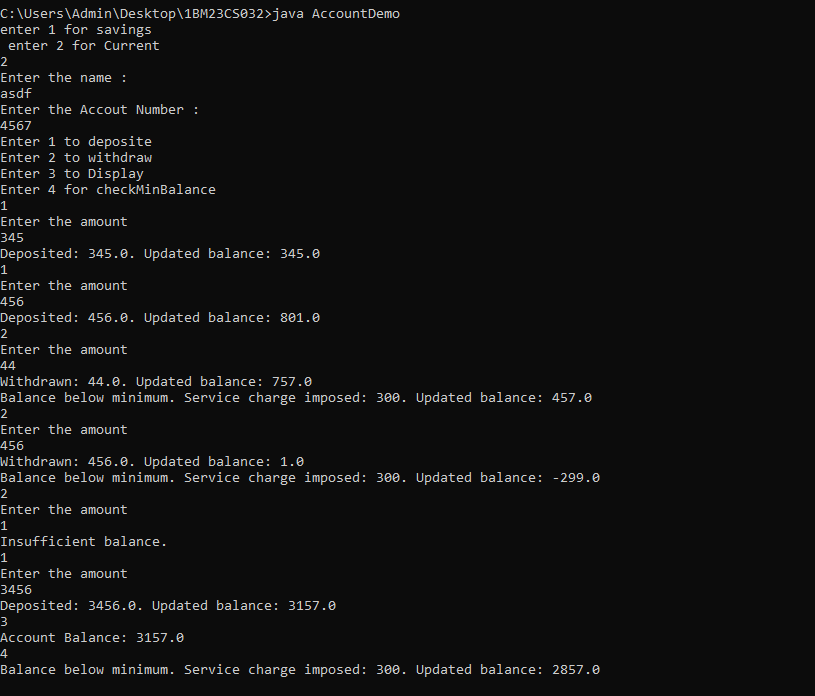 C:\Users\Admin\Desktop\1BM23CS032>java AccountDemo
enter 1 for savings
 enter 2 for Current
2
Enter the name :
asdf
Enter the Accout Number :
4567
Enter 1 to deposite
Enter 2 to withdraw
Enter 3 to Display
Enter 4 for checkMinBalance
1
Enter the amount
345
Deposited: 345.0. Updated balance: 345.0
1
Enter the amount
456
Deposited: 456.0. Updated balance: 801.0
2
Enter the amount
44
Withdrawn: 44.0. Updated balance: 757.0
Balance below minimum. Service charge imposed: 300. Updated balance: 457.0
2
Enter the amount
456
Withdrawn: 456.0. Updated balance: 1.0
Balance below minimum. Service charge imposed: 300. Updated balance: -299.0
2
Enter the amount
1
Insufficient balance.
1
Enter the amount
3456
Deposited: 3456.0. Updated balance: 3157.0
3
Account Balance: 3157.0
4
Balance below minimum. Service charge imposed: 300. Updated balance: 2857.0